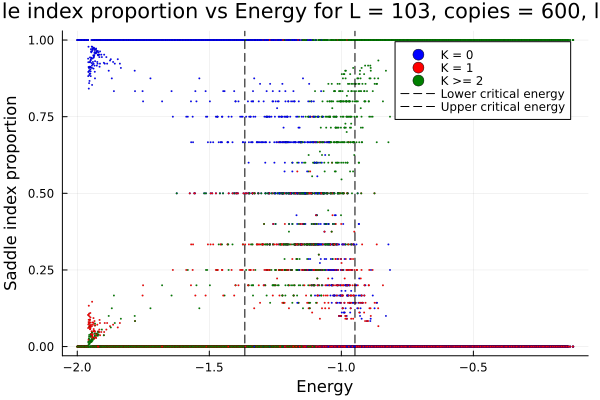 le index proportion vs Energy for L = 103, copies = 600, l
1.00
0.75
0.50
0.25
0.00
Saddle index proportion
K = 0
K = 1
K >= 2
Lower critical energy
Upper critical energy
−2.0 −1.5 −1.0 −0.5
Energy